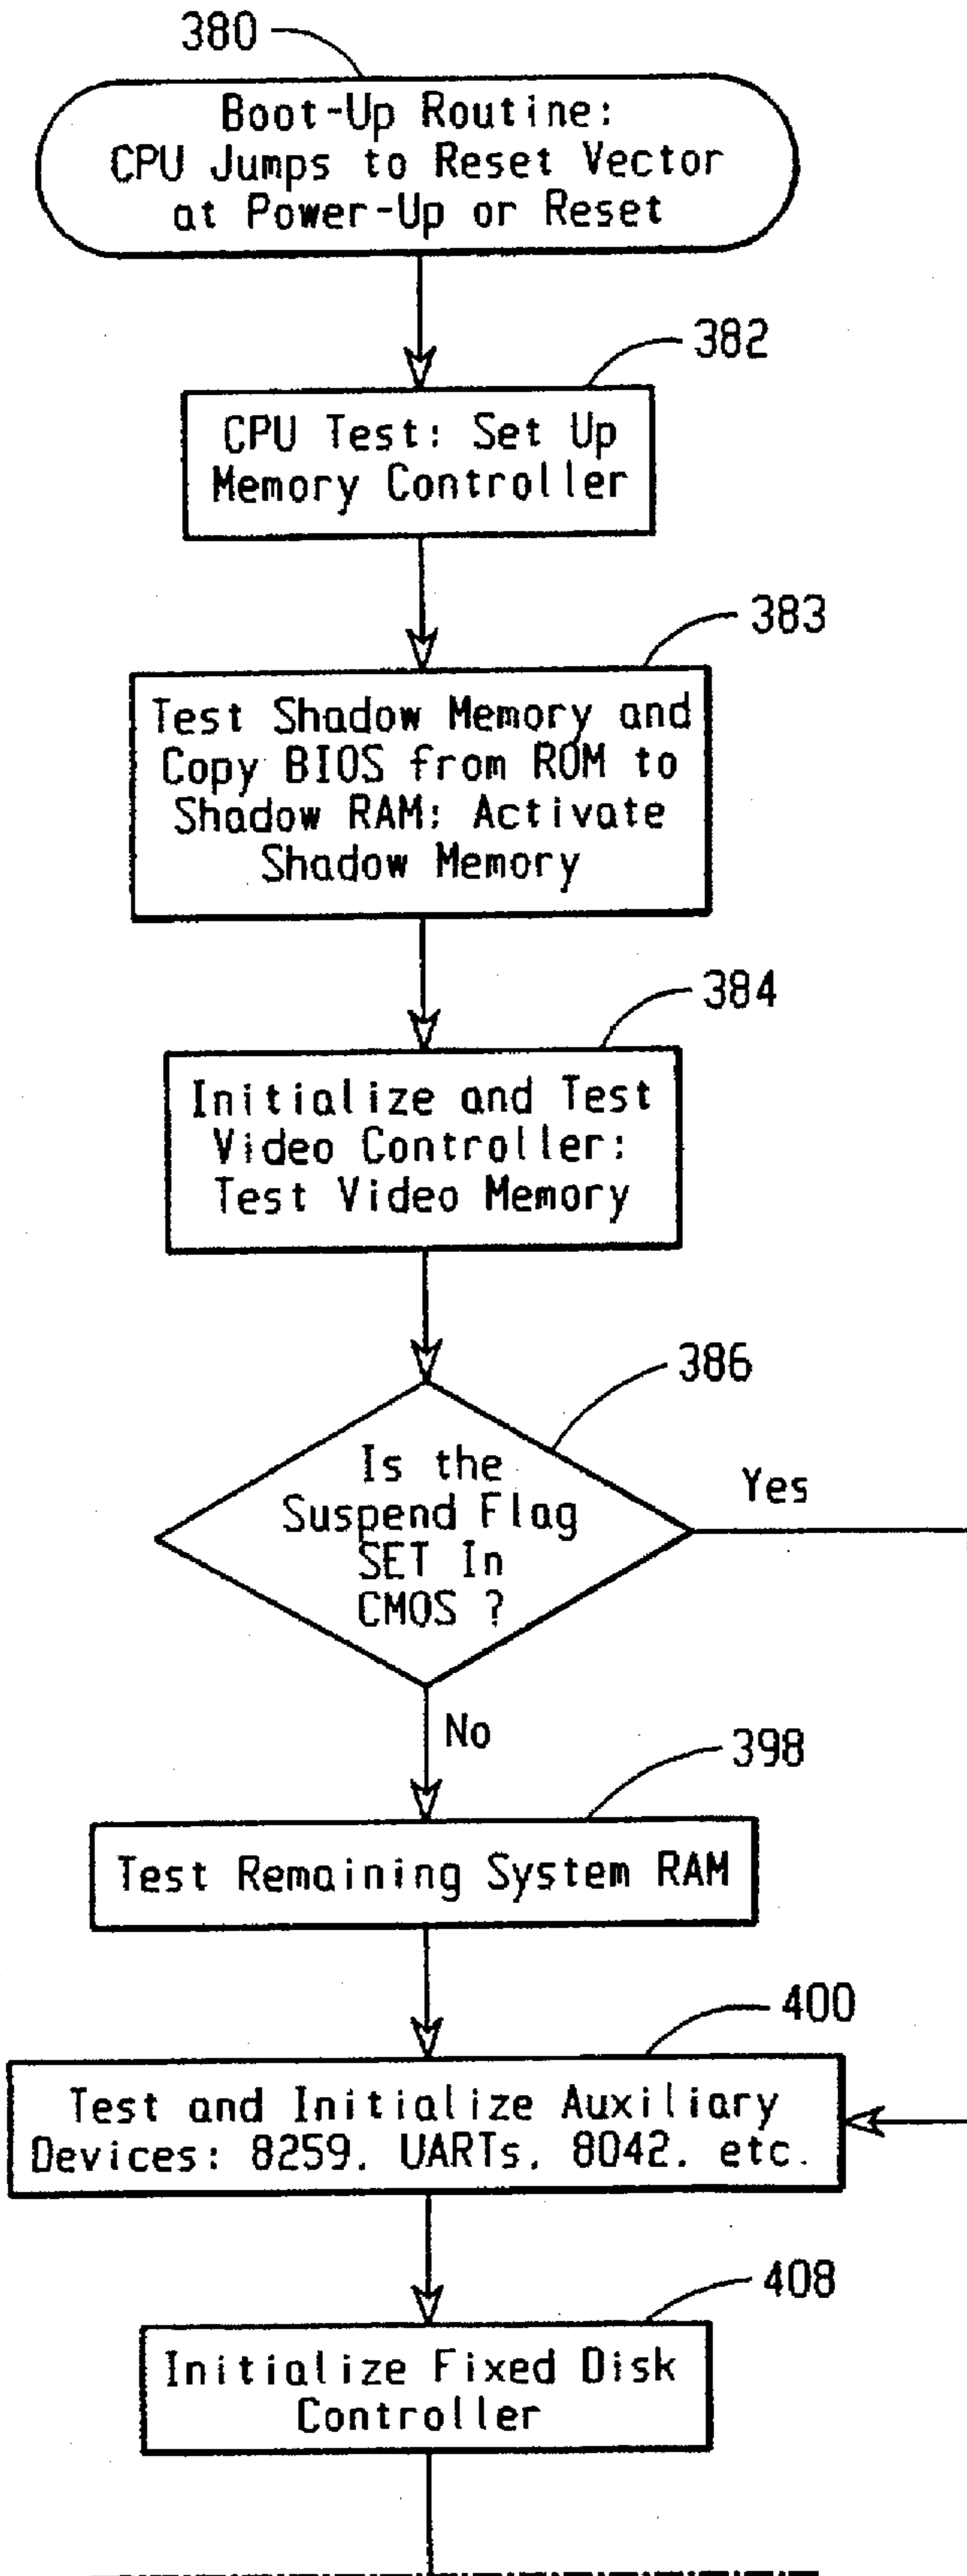 380
Boot-Up Routine:
CPU Jumps to Reset Vector
at Power-Up or Reset
382
CPU Test: Set Up
Memory Controller
383
Test Shadow Memory and
Copy BIOS from ROM to
Shadow RAM; Activate
Shadow Memory
384
Initialize and Test
Video Controller;
Test Video Memory
386
Is the
Suspend Flag
SET In
CMOS ?
Yes
No
398
Test Remaining System RAM
400
Test and Initialize Auxiliary
Devices: 8259, UARTs, 8042, etc.
408
Initialize Fixed Disk
Controller